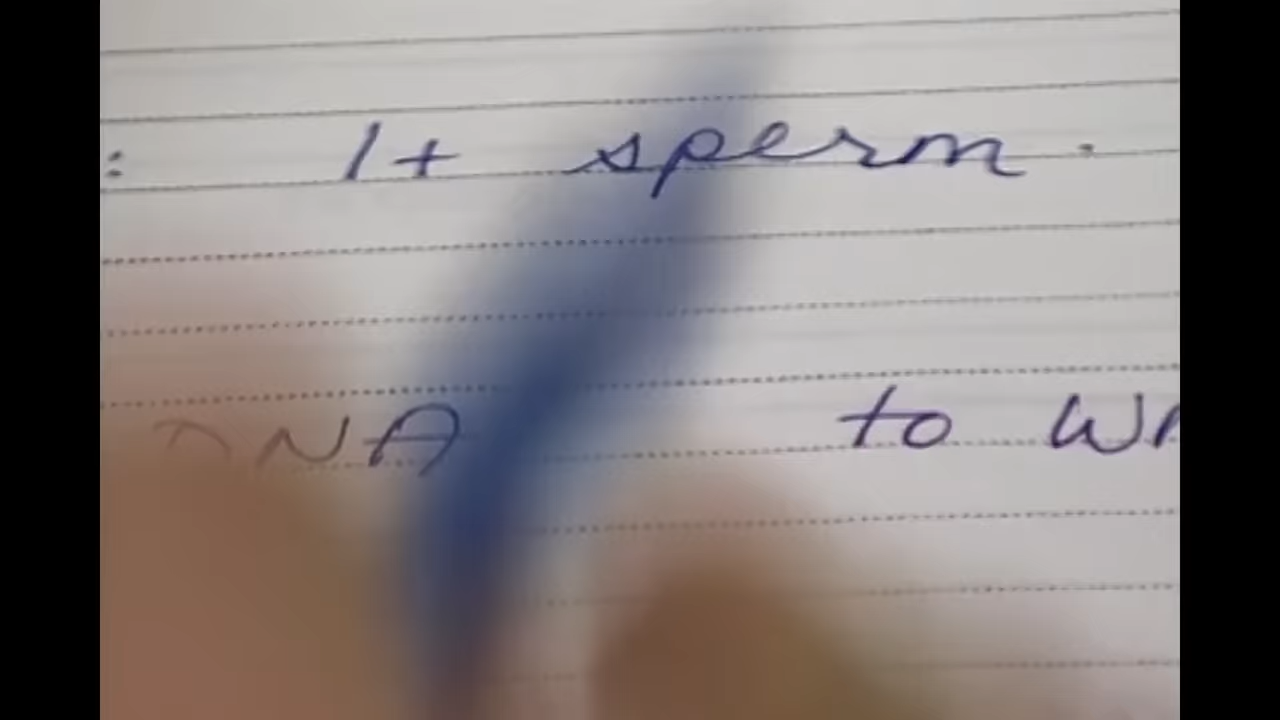 : 1+ sperm.
DNA to